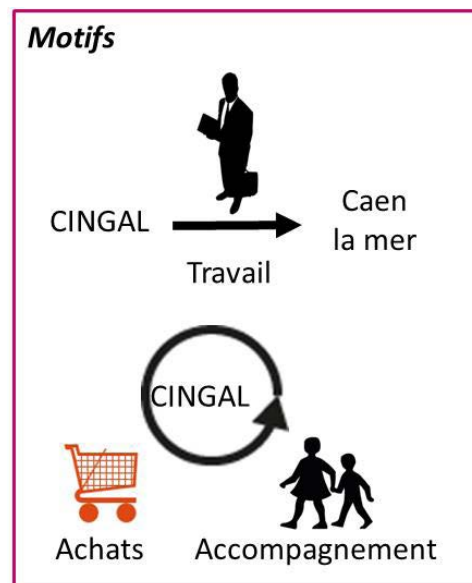 Motifs
CINGAL
Caen
la mer
Travail
CINGAL
Achats
Accompagnement